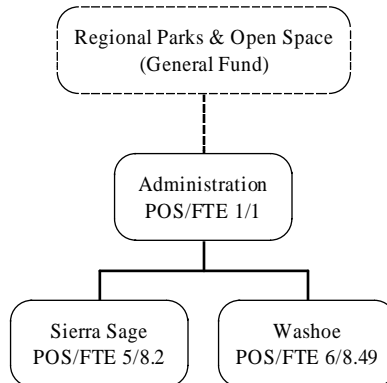 Regional Parks & Open Space
(General Fund)
Administration
POS/FTE 1/1
Sierra Sage
POS/FTE 5/8.2
Washoe
POS/FTE 6/8.49